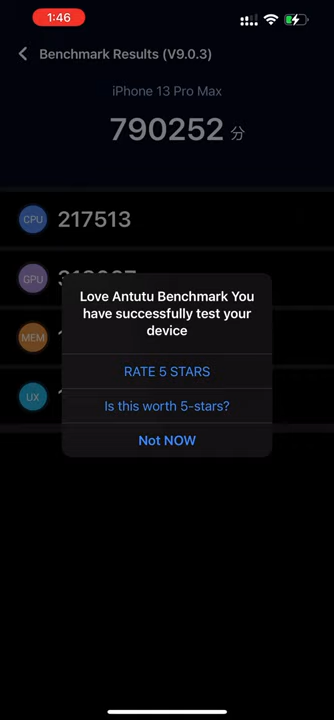 1:46
Benchmark Results (V9.0.3)
iPhone 13 Pro Max
790252 分
CPU 217513
GPU
Love Antutu Benchmark You
have successfully test your
device
MEM
RATE 5 STARS
UX
Is this worth 5-stars?
Not NOW